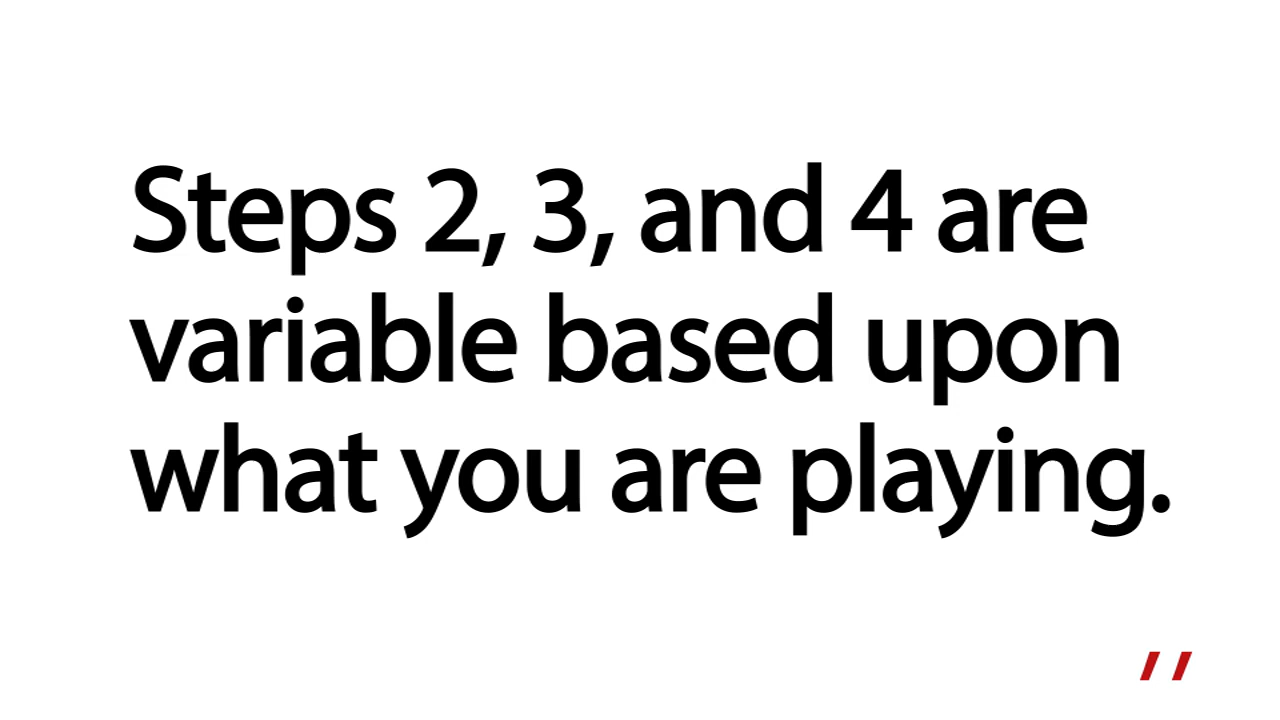 Steps 2, 3, and 4 are
variable based upon
what you are playing.